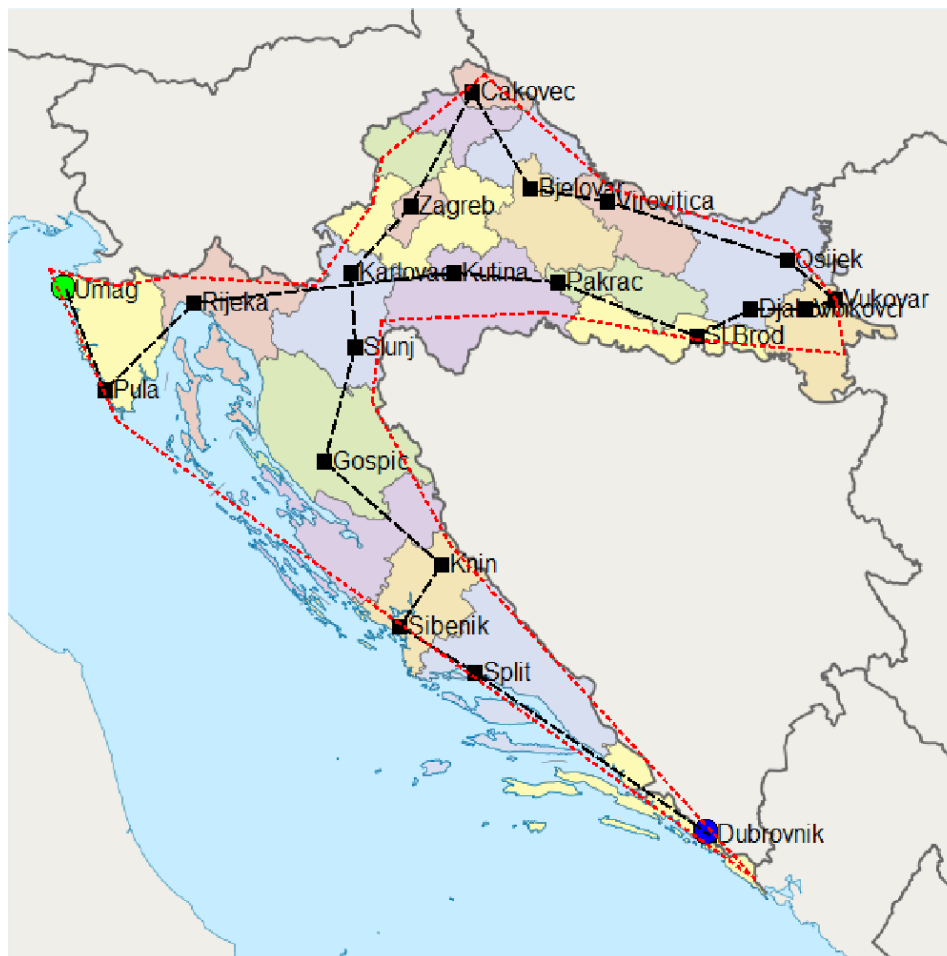 Cakovec
Bjelovar
Virovitica
Zagreb
Osijek
Karlovac
Kutina
Pakrac
Umag
Rijeka
Vukovar
Slunj
Sl.Brod
Pula
Gospic
Knin
Sibenik
Split
Dubrovnik